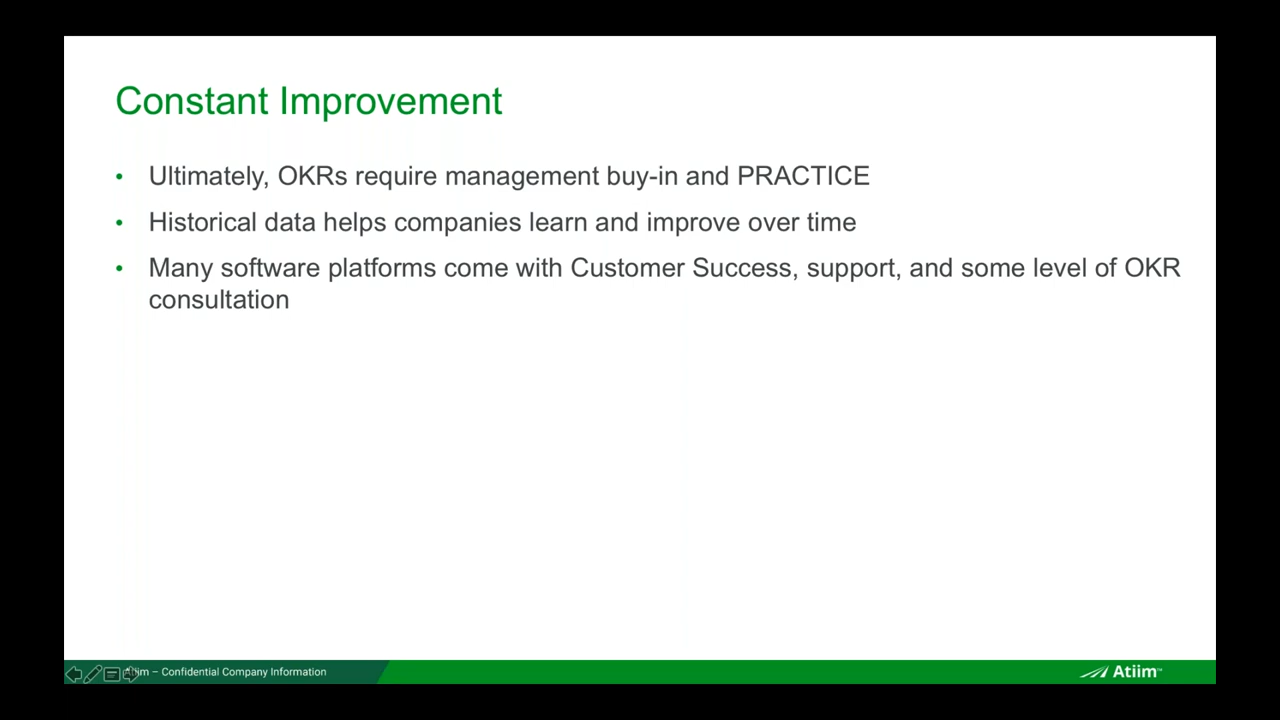 Constant Improvement
• Ultimately, OKRs require management buy-in and PRACTICE
• Historical data helps companies learn and improve over time
• Many software platforms come with Customer Success, support, and some level of OKR
consultation
Atiim – Confidential Company Information
Atiim™